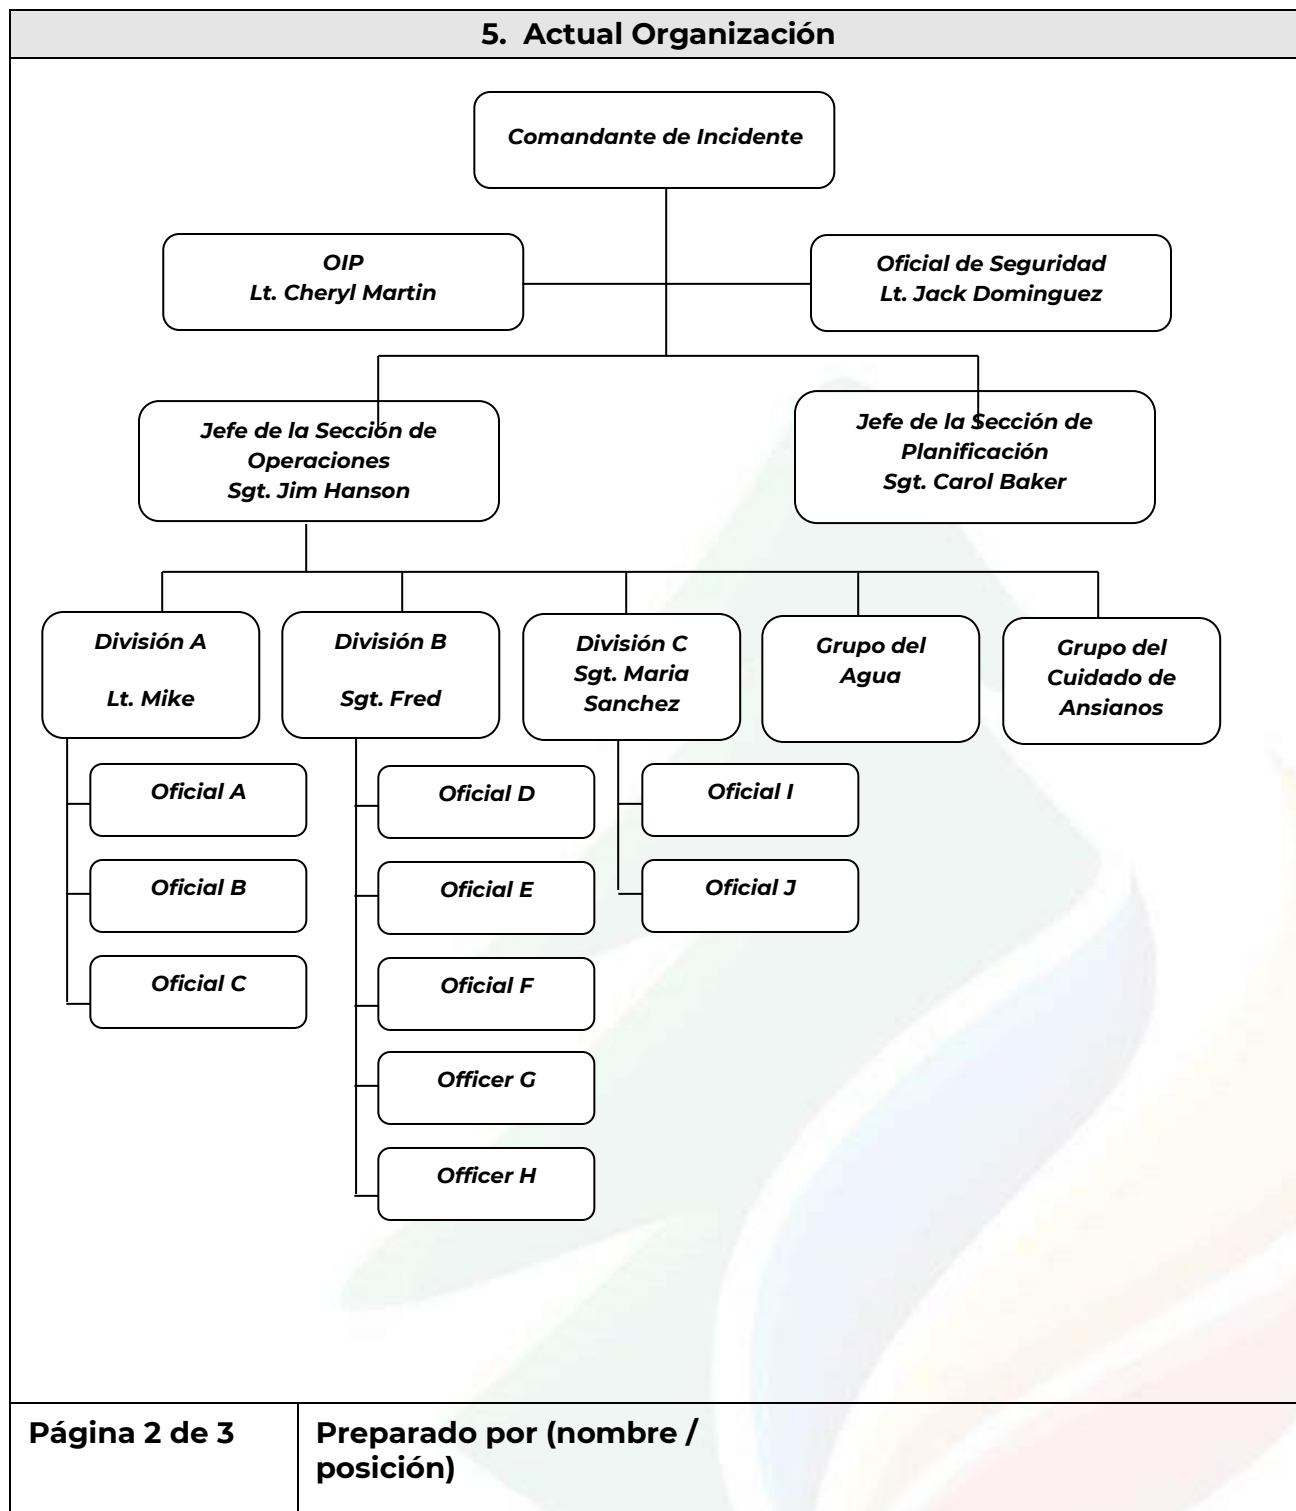 5. Actual Organización
Comandante de Incidente
OIP
Lt. Cheryl Martin
Oficial de Seguridad
Lt. Jack Dominguez
Jefe de la Sección de
Operaciones
Sgt. Jim Hanson
Jefe de la Sección de
Planificación
Sgt. Carol Baker
División A
Lt. Mike
División B
Sgt. Fred
División C
Sgt. Maria
Sanchez
Grupo del
Agua
Grupo del
Cuidado de
Ansianos
Oficial A
Oficial B
Oficial C
Oficial D
Oficial E
Oficial F
Officer G
Officer H
Oficial I
Oficial J
Página 2 de 3
Preparado por (nombre /
posición)